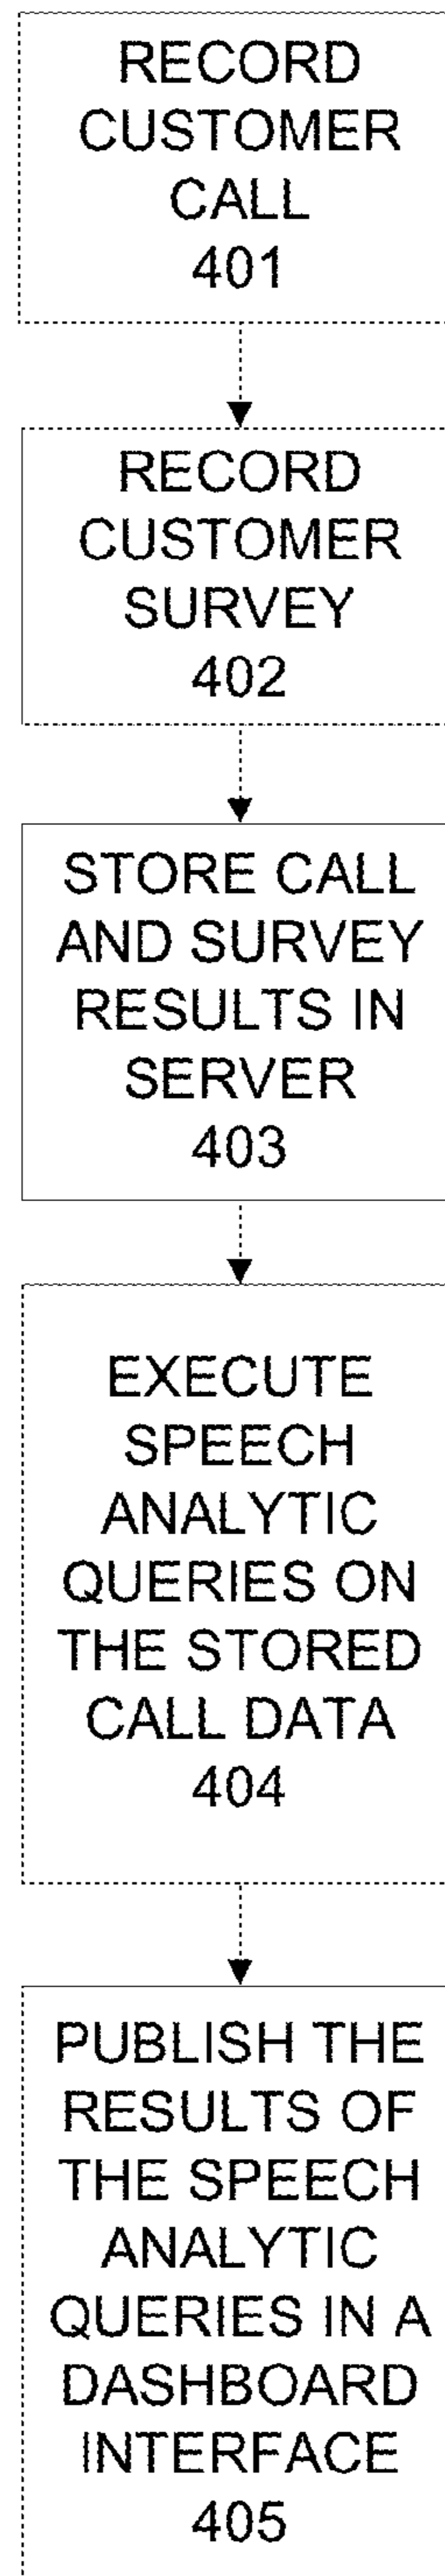 RECORD
CUSTOMER
CALL
401
RECORD
CUSTOMER
SURVEY
402
STORE CALL
AND SURVEY
RESULTS IN
SERVER
403
EXECUTE
SPEECH
ANALYTIC
QUERIES ON
THE STORED
CALL DATA
404
PUBLISH THE
RESULTS OF
THE SPEECH
ANALYTIC
QUERIES IN A
DASHBOARD
INTERFACE
405